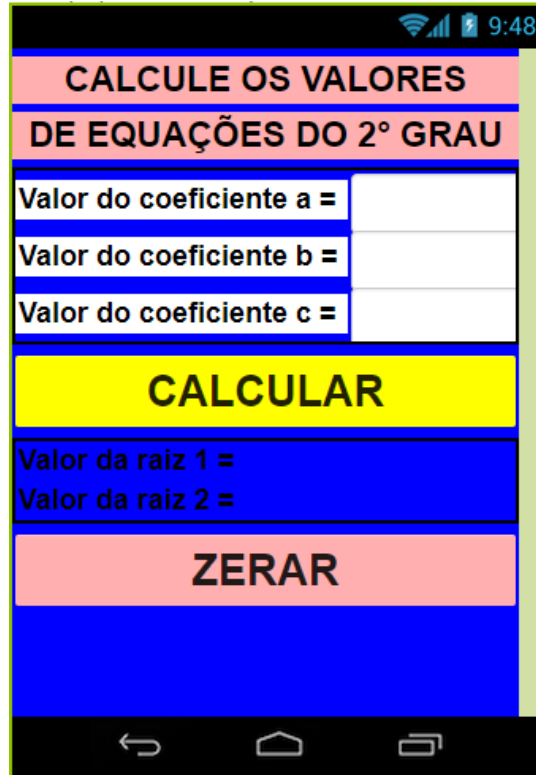 9:48
CALCULE OS VALORES
DE EQUAÇÕES DO 2° GRAU
Valor do coeficiente a =
Valor do coeficiente b =
Valor do coeficiente c =
CALCULAR
Valor da raiz 1 =
Valor da raiz 2 =
ZERAR